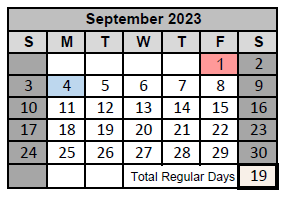 September 2023
S M T W T F S
1 2
3 4 5 6 7 8 9
10 11 12 13 14 15 16
17 18 19 20 21 22 23
24 25 26 27 28 29 30
Total Regular Days 19